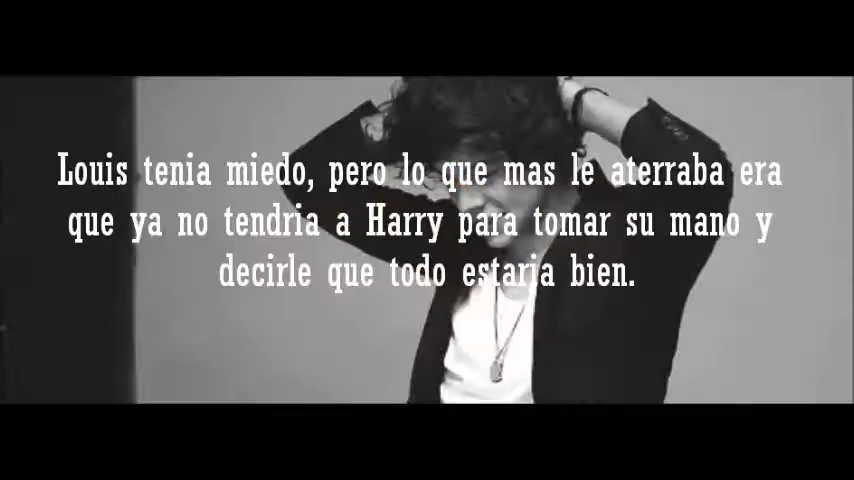 Louis tenia miedo, pero lo que mas le aterraba era
que ya no tendria a Harry para tomar su mano y
decirle que todo estaria bien.